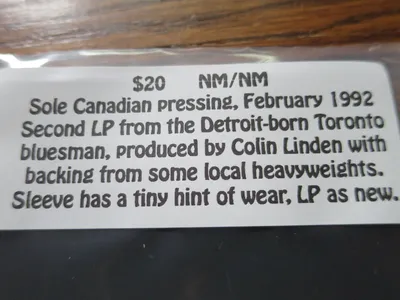 $20 NM/NM
Sole Canadian pressing, February 1992
Second LP from the Detroit-born Toronto
bluesman, produced by Colin Linden with
backing from some local heavyweights.
Sleeve has a tiny hint of wear, LP as new.